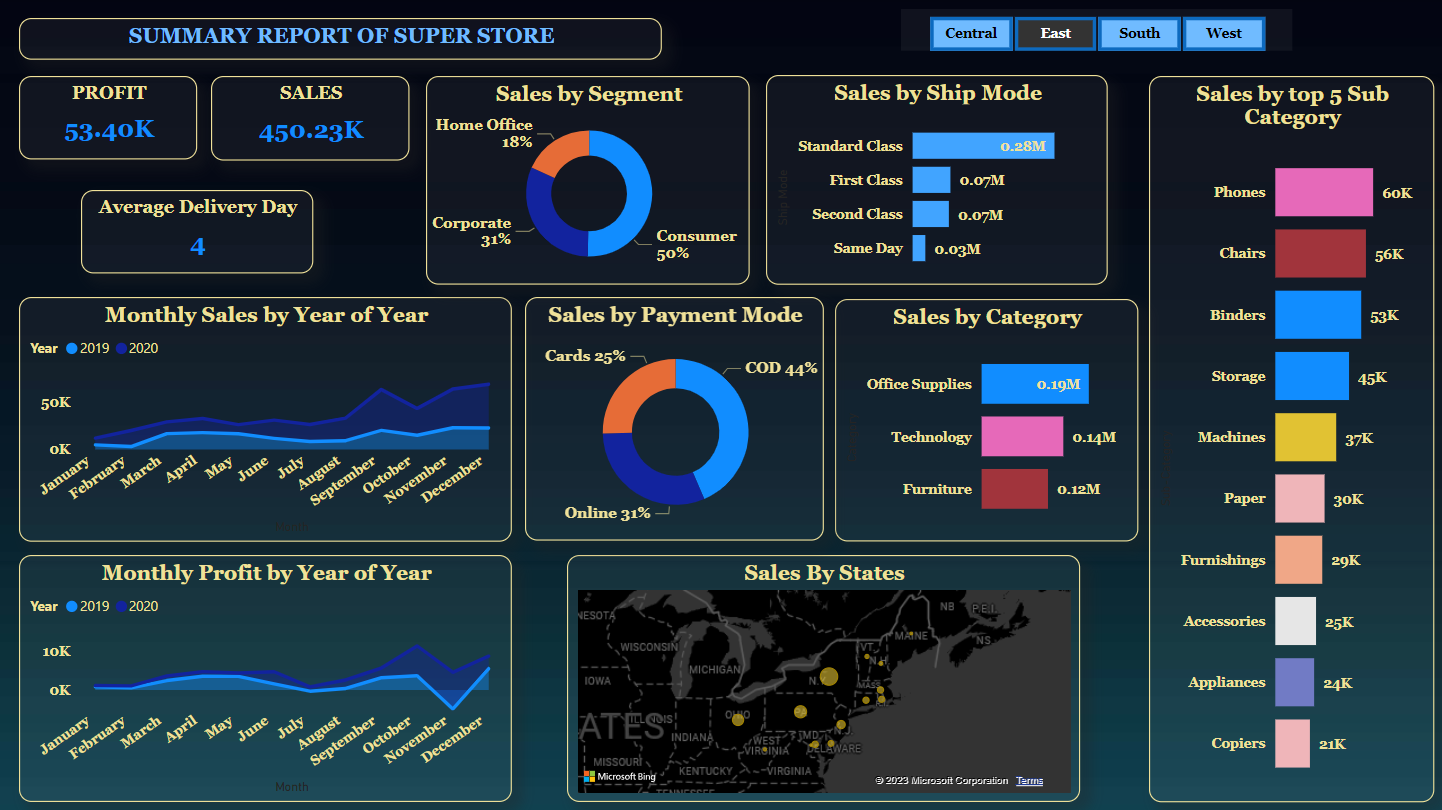 SUMMARY REPORT OF SUPER STORE
Central
East
South
West
PROFIT
53.40K
SALES
450.23K
Average Delivery Day
4
Sales by Segment
Home Office
18%
Corporate
31%
Consumer
50%
Sales by Ship Mode
Ship Mode
Standard Class
0.28M
First Class
0.07M
Second Class
0.07M
Same Day
0.03M
Sales by top 5 Sub
Category
Phones
60K
Chairs
56K
Binders
53K
Storage
45K
Machines
37K
Paper
30K
Furnishings
29K
Accessories
25K
Appliances
24K
Copiers
21K
Monthly Sales by Year of Year
Year 2019 2020
50K
0K
January
February
March
April
May
June
July
August
September
October
November
December
Month
Sales by Payment Mode
Cards 25%
COD 44%
Online 31%
Sales by Category
Office Supplies
0.19M
Technology
0.14M
Furniture
0.12M
Monthly Profit by Year of Year
Year 2019 2020
10K
0K
January
February
March
April
May
June
July
August
September
October
November
December
Month
Sales By States
NESOTA
WISCONSIN
MICHIGAN
IOWA
ILLINOIS
INDIANA
OHIO
MISSOURI
KENTUCKY
WEST
VIRGINIA
VIRGINIA
TENNESSEE
ATES
N.
PA
MD.
DELAWARE
N.J.
MASS.
R.I.
VT.
N.H.
MAINE
NB
P.E.I.
NS
Microsoft Bing
© 2023 Microsoft Corporation Terms